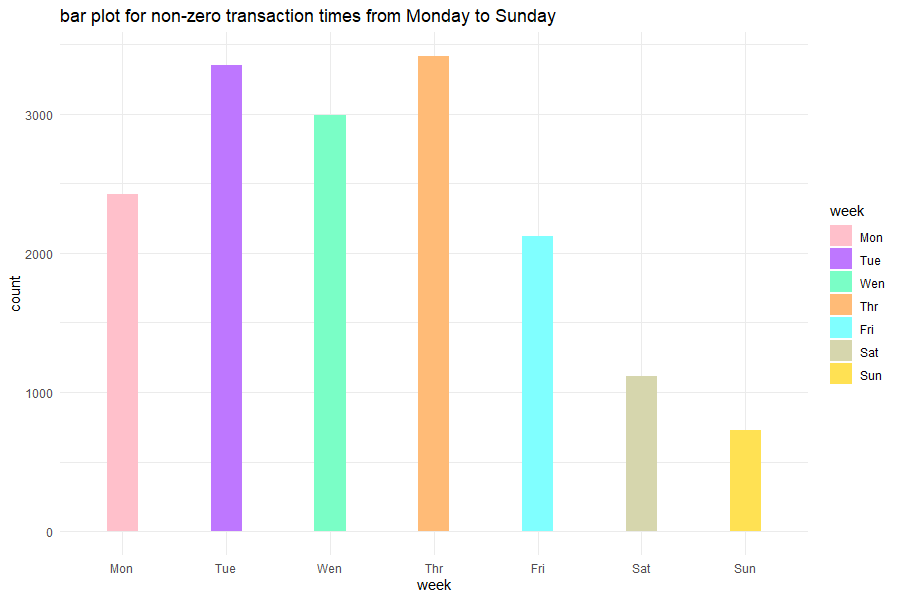 bar plot for non-zero transaction times from Monday to Sunday
count
3000
2000
1000
0
Mon Tue Wen Thr Fri Sat Sun
week
week
Mon
Tue
Wen
Thr
Fri
Sat
Sun